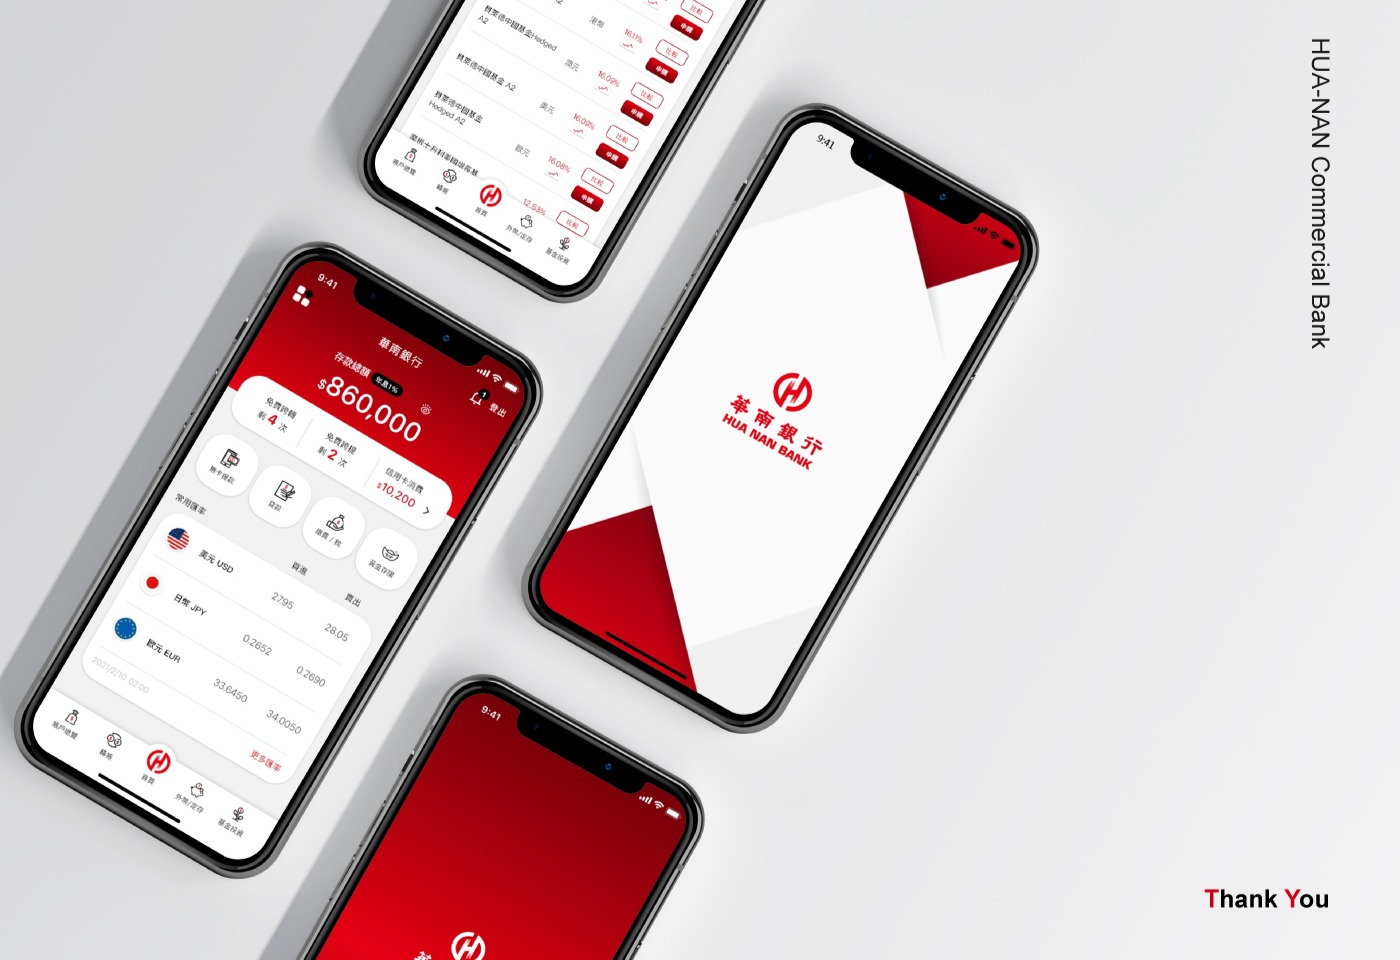 港幣
16.11%
比較
申購
貝萊德中國基金Hedged
A2
澳元
16.09%
比較
申購
貝萊德中國基金 A2
美元
16.09%
比較
申購
貝萊德中國基金
Hedged A2
歐元
16.08%
比較
申購
12.53%
比較
帳戶總覽
轉帳
首頁
外幣/定存
基金投資
9:41
華南銀行
HUA NAN BANK
9:41
華南銀行
存款總額
年息1%
$860,000
1
登出
免費跨轉
剩 4 次
免費跨提
剩 2 次
信用卡消費
$10,200
無卡提款
貸款
繳費 / 稅
黃金存摺
常用匯率
買進
賣出
美元 USD
27.95
28.05
日幣 JPY
0.2652
0.2690
歐元 EUR
33.6450
34.0050
2021/2/10 02:00
更多匯率
帳戶總覽
轉帳
首頁
外幣/定存
基金投資
9:41
HUA-NAN Commercial Bank
Thank You